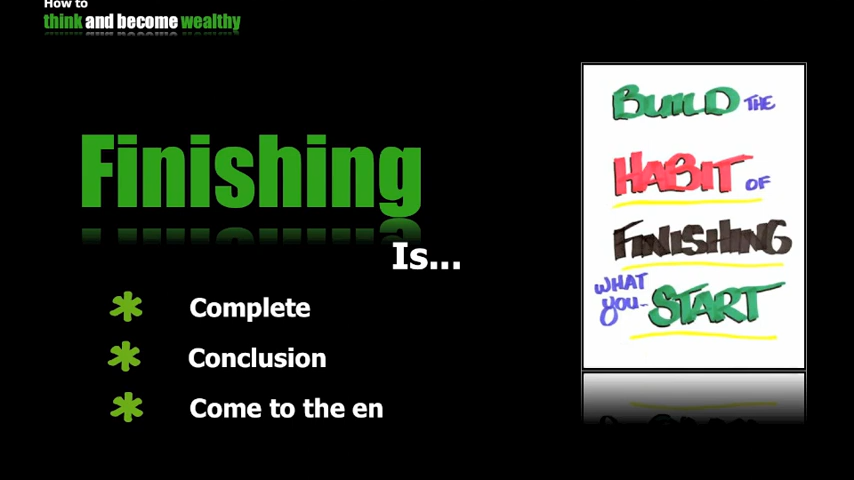 How to
think and become wealthy
Finishing
Is...
Complete
Conclusion
Come to the en
BUILD THE
HABIT OF
FINISHING
WHAT
YOU- START